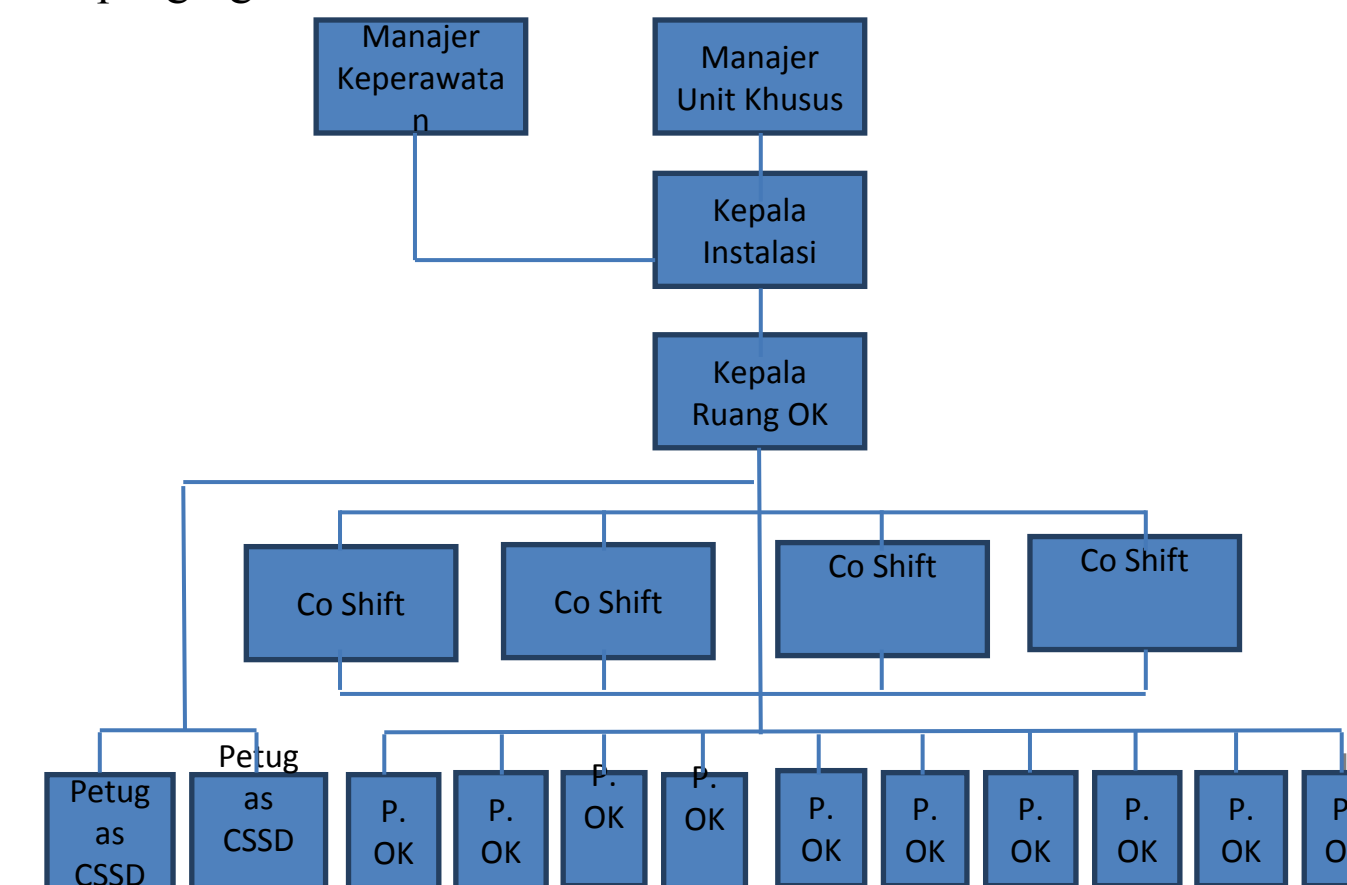 Manajer
Keperawata
n
Manajer
Unit Khusus
Kepala
Instalasi
Kepala
Ruang OK
Co Shift
Co Shift
Co Shift
Co Shift
Petug
as
CSSD
Petug
as
CSSD
P.
OK
P.
OK
P.
OK
P.
OK
P.
OK
P.
OK
P.
OK
P.
OK
P.
OK